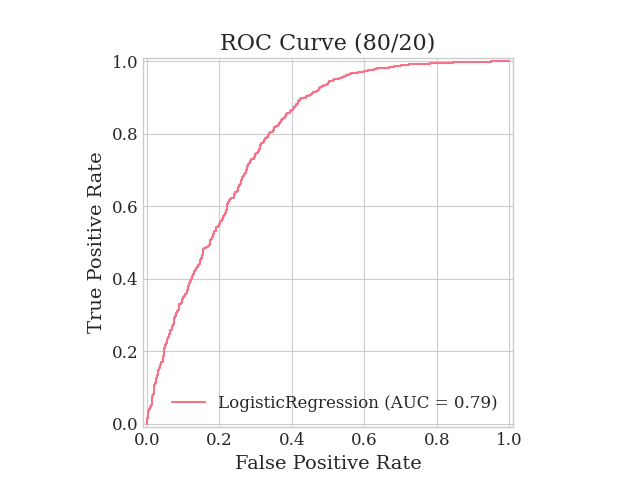 ROC Curve (80/20)
True Positive Rate
1.0
0.8
0.6
0.4
0.2
0.0
LogisticRegression (AUC = 0.79)
0.0 0.2 0.4 0.6 0.8 1.0
False Positive Rate